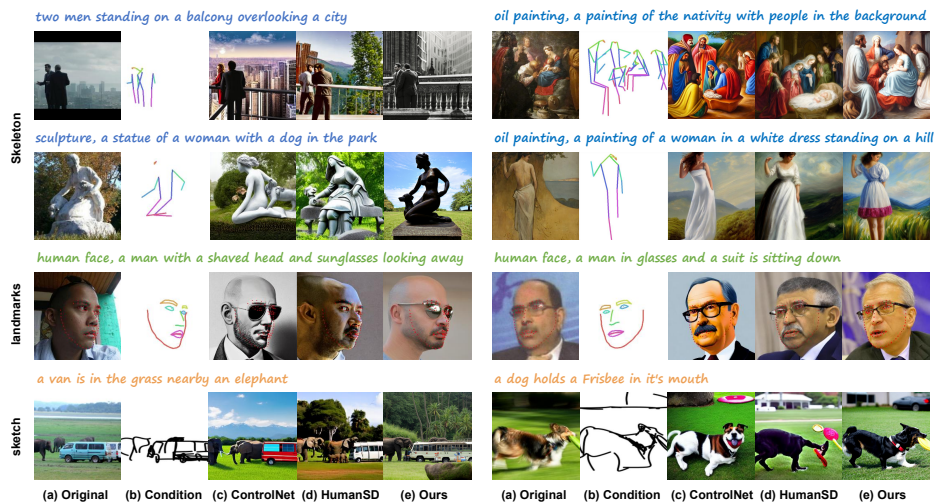 two men standing on a balcony overlooking a city
oil painting, a painting of the nativity with people in the background
Skeleton
sculpture, a statue of a woman with a dog in the park
oil painting, a painting of a woman in a white dress standing on a hill
human face, a man with a shaved head and sunglasses looking away
human face, a man in glasses and a suit is sitting down
landmarks
a van is in the grass nearby an elephant
a dog holds a Frisbee in it's mouth
sketch
(a) Original (b) Condition (c) ControlNet (d) HumanSD (e) Ours
(a) Original (b) Condition (c) ControlNet (d) HumanSD (e) Ours